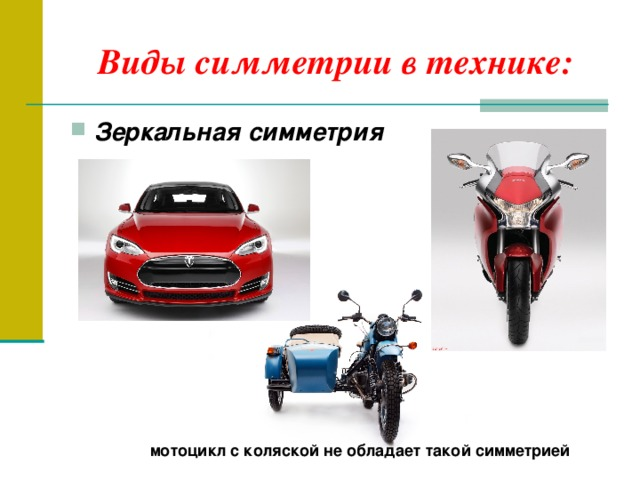 Виды симметрии в технике:
Зеркальная симметрия
мотоцикл с коляской не обладает такой симметрией